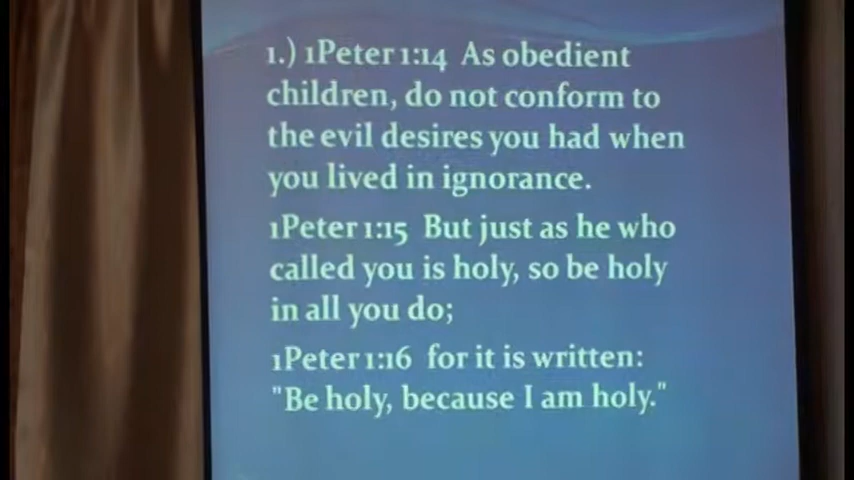 1.) 1Peter 1:14 As obedient
children, do not conform to
the evil desires you had when
you lived in ignorance.
1Peter 1:15 But just as he who
called you is holy, so be holy
in all you do;
1Peter 1:16 for it is written:
"Be holy, because I am holy."